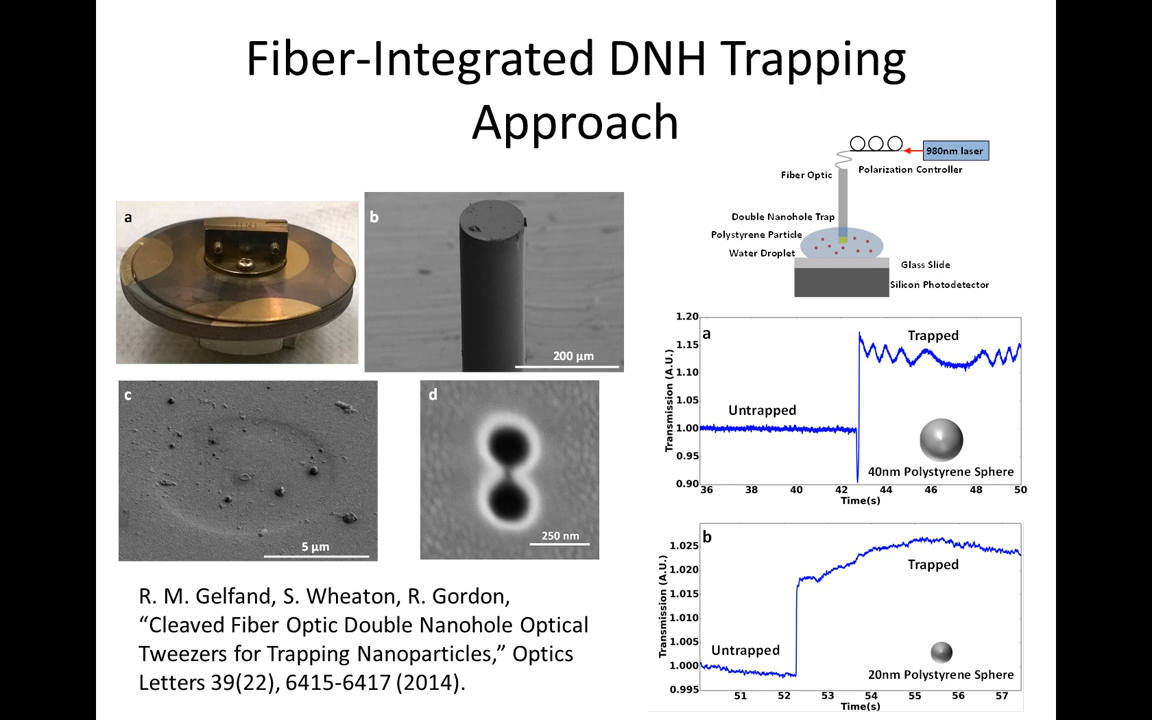 Fiber-Integrated DNH Trapping
Approach
980nm laser
Polarization Controller
Fiber Optic
Double Nanohole Trap
Polystyrene Particle
Water Droplet
Glass Slide
Silicon Photodetector
a
b
200 µm
c
5 µm
d
250 nm
a
Transmission (A.U.)
1.20
1.15
1.10
1.05
1.00
0.95
0.90
Untrapped
Trapped
40nm Polystyrene Sphere
36 38 40 42 44 46 48 50
Time(s)
b
Transmission (A.U.)
1.025
1.020
1.015
1.010
1.005
1.000
0.995
Trapped
Untrapped
20nm Polystyrene Sphere
51 52 53 54 55 56 57
Time(s)
R. M. Gelfand, S. Wheaton, R. Gordon,
“Cleaved Fiber Optic Double Nanohole Optical
Tweezers for Trapping Nanoparticles,” Optics
Letters 39(22), 6415-6417 (2014).